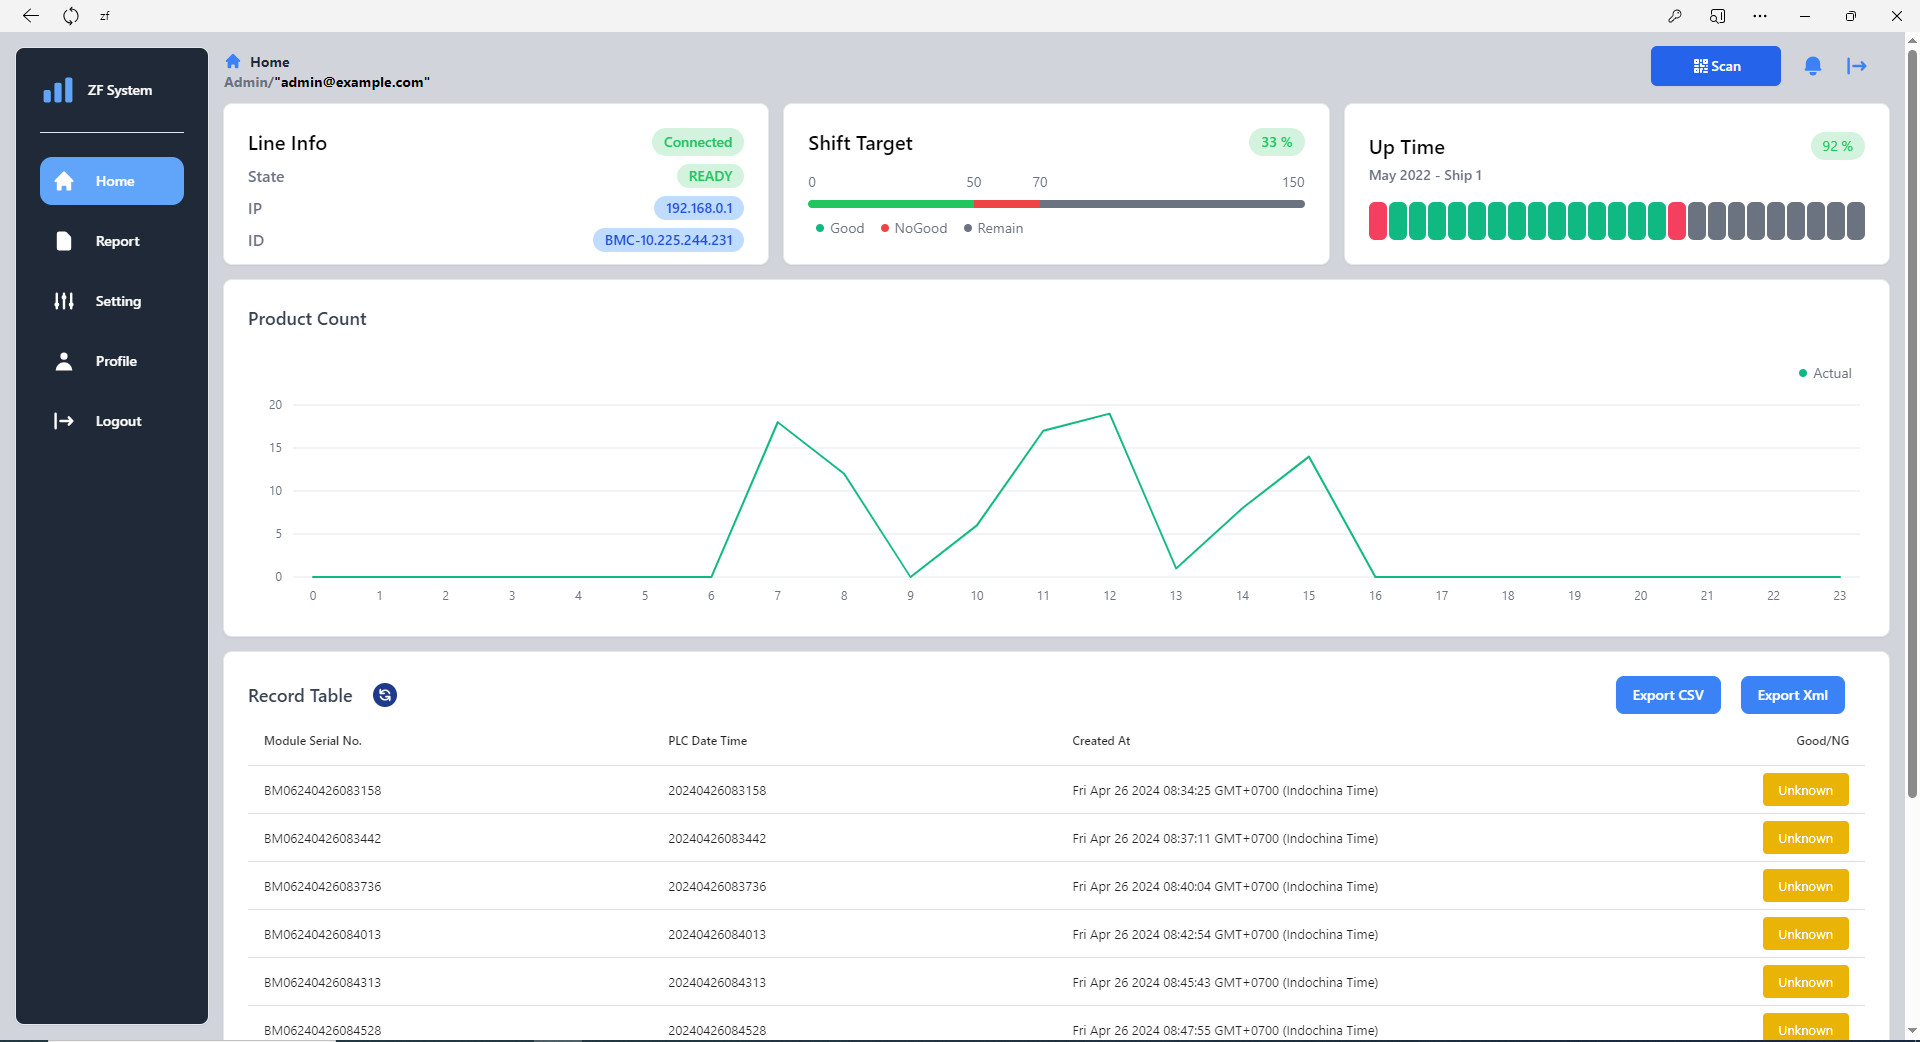 zf
ZF System
Home
Report
Setting
Profile
Logout
Home
Admin/"admin@example.com"
Scan
Line Info
Connected
State
READY
IP
192.168.0.1
ID
BMC-10.225.244.231
Shift Target
33 %
0 50 70 150
Good NoGood Remain
Up Time
92 %
May 2022 - Ship 1
Product Count
Actual
20
15
10
5
0
0 1 2 3 4 5 6 7 8 9 10 11 12 13 14 15 16 17 18 19 20 21 22 23
Record Table
Export CSV
Export Xml
Module Serial No. PLC Date Time Created At Good/NG
BM06240426083158 20240426083158 Fri Apr 26 2024 08:34:25 GMT+0700 (Indochina Time) Unknown
BM06240426083442 20240426083442 Fri Apr 26 2024 08:37:11 GMT+0700 (Indochina Time) Unknown
BM06240426083736 20240426083736 Fri Apr 26 2024 08:40:04 GMT+0700 (Indochina Time) Unknown
BM06240426084013 20240426084013 Fri Apr 26 2024 08:42:54 GMT+0700 (Indochina Time) Unknown
BM06240426084313 20240426084313 Fri Apr 26 2024 08:45:43 GMT+0700 (Indochina Time) Unknown
BM06240426084528 20240426084528 Fri Apr 26 2024 08:47:55 GMT+0700 (Indochina Time) Unknown